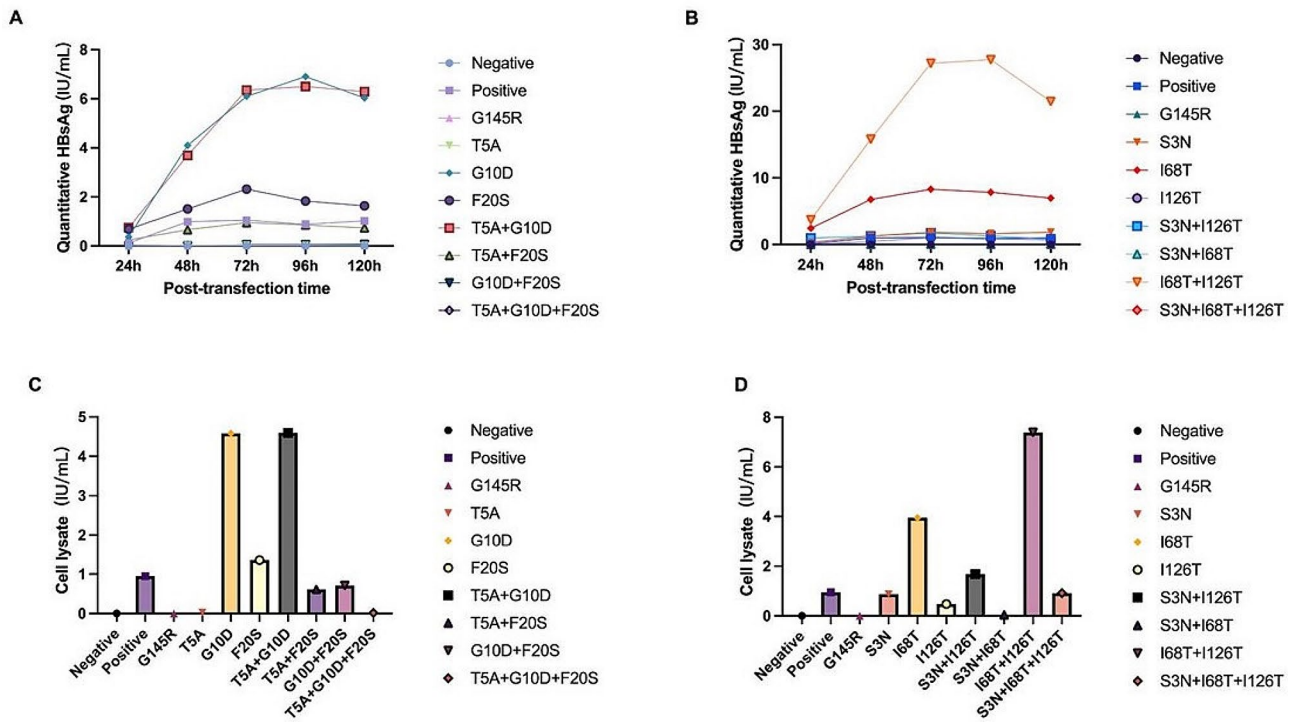 A
Quantitative HBsAg (IU/mL)
8
6
4
2
0
24h 48h 72h 96h 120h
Post-transfection time
Negative
Positive
G145R
T5A
G10D
F20S
T5A+G10D
T5A+F20S
G10D+F20S
T5A+G10D+F20S
B
Quantitative HBsAg (IU/mL)
30
20
10
0
24h 48h 72h 96h 120h
Post-transfection time
Negative
Positive
G145R
S3N
I68T
I126T
S3N+I126T
S3N+I68T
I68T+I126T
S3N+I68T+I126T
C
Cell lysate (IU/mL)
5
4
3
2
1
0
Negative
Positive
G145R
T5A
G10D
F20S
T5A+G10D
T5A+F20S
G10D+F20S
T5A+G10D+F20S
Negative
Positive
G145R
T5A
G10D
F20S
T5A+G10D
T5A+F20S
G10D+F20S
T5A+G10D+F20S
D
Cell lysate (IU/mL)
8
6
4
2
0
Negative
Positive
G145R
S3N
I68T
I126T
S3N+I126T
S3N+I68T
I68T+I126T
S3N+I68T+I126T
Negative
Positive
G145R
S3N
I68T
I126T
S3N+I126T
S3N+I68T
I68T+I126T
S3N+I68T+I126T